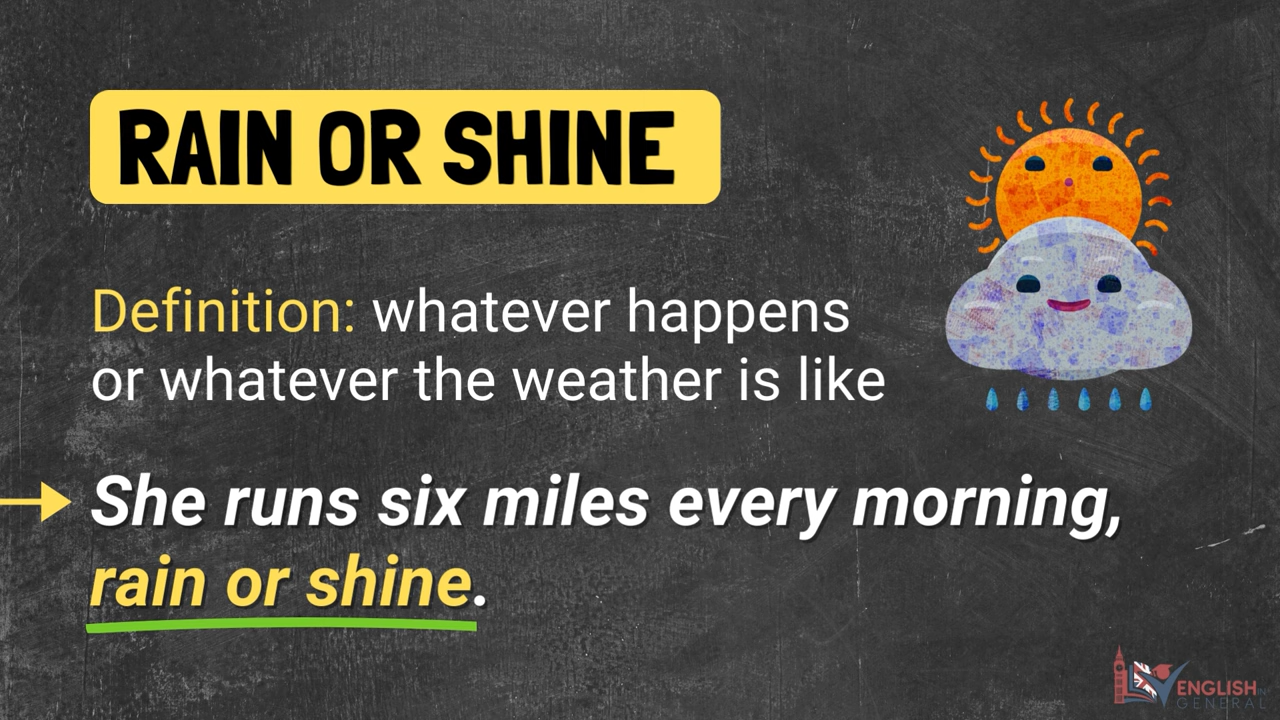 RAIN OR SHINE
Definition: whatever happens
or whatever the weather is like
She runs six miles every morning,
rain or shine.
ENGLISH IN
GENERAL